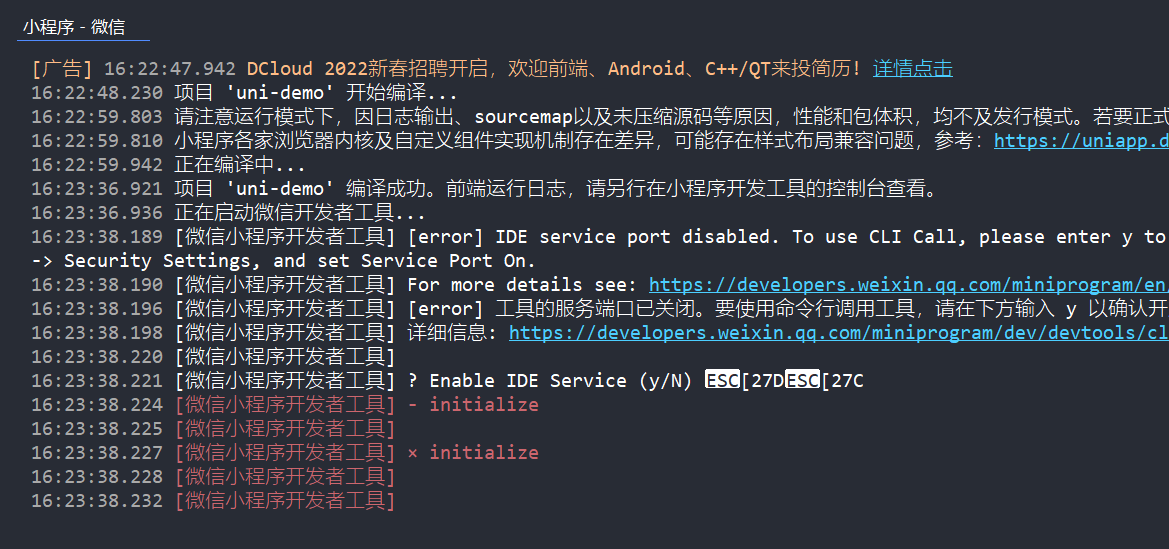 小程序 - 微信
[广告] 16:22:47.942 DCloud 2022新春招聘开启，欢迎前端、Android、C++/QT来投简历！ 详情点击
16:22:48.230 项目 'uni-demo' 开始编译...
16:22:59.803 请注意运行模式下，因日志输出、sourcemap以及未压缩源码等原因，性能和包体积，均不及发行模式。若要正式
16:22:59.810 小程序各家浏览器内核及自定义组件实现机制存在差异，可能存在样式布局兼容问题，参考：https://uniapp.d
16:22:59.942 正在编译中...
16:23:36.921 项目 'uni-demo' 编译成功。前端运行日志，请另行在小程序开发工具的控制台查看。
16:23:36.936 正在启动微信开发者工具...
16:23:38.189 [微信小程序开发者工具] [error] IDE service port disabled. To use CLI Call, please enter y to
-> Security Settings, and set Service Port On.
16:23:38.190 [微信小程序开发者工具] For more details see: https://developers.weixin.qq.com/miniprogram/en/
16:23:38.196 [微信小程序开发者工具] [error] 工具的服务端口已关闭。要使用命令行调用工具，请在下方输入 y 以确认开
16:23:38.198 [微信小程序开发者工具] 详细信息：https://developers.weixin.qq.com/miniprogram/dev/devtools/cl
16:23:38.220 [微信小程序开发者工具]
16:23:38.221 [微信小程序开发者工具] ? Enable IDE Service (y/N) ESC[27DESC[27C
16:23:38.224 [微信小程序开发者工具] - initialize
16:23:38.225 [微信小程序开发者工具]
16:23:38.227 [微信小程序开发者工具] × initialize
16:23:38.228 [微信小程序开发者工具]
16:23:38.232 [微信小程序开发者工具]